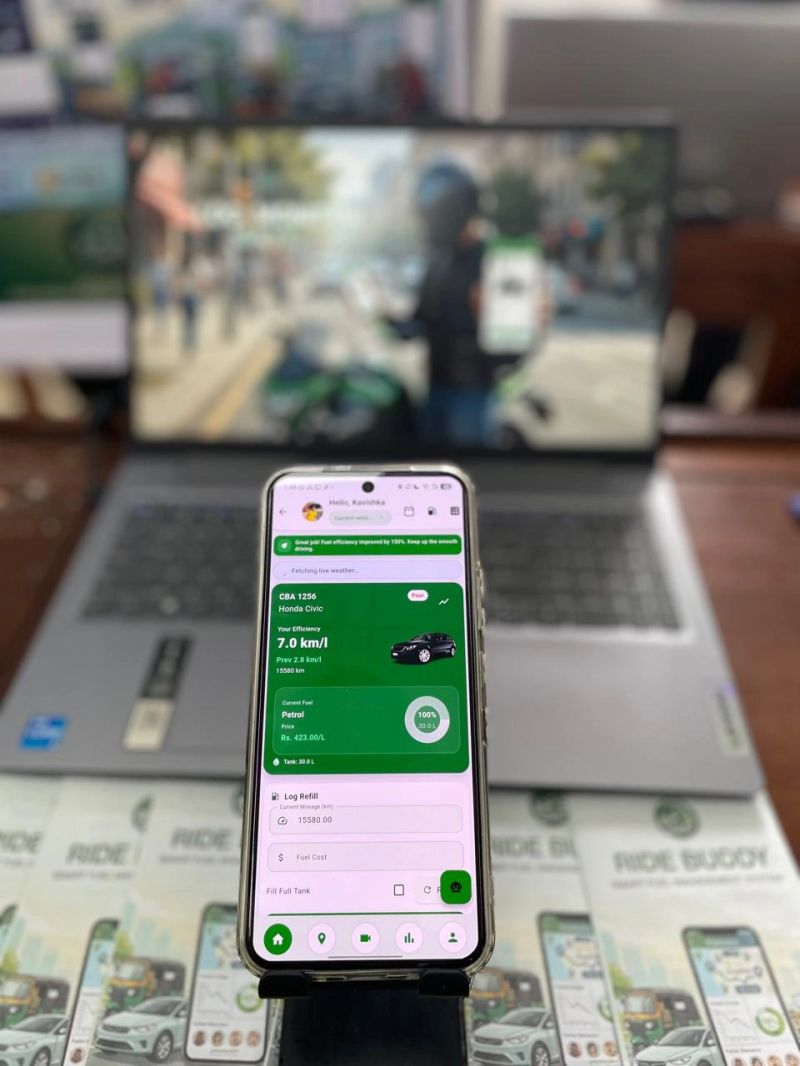 Hello, Kavishka
Great job! Fuel efficiency improved by 150%. Keep up the smooth
driving.
Fetching live weather...
CBA 1256
Poor
Honda Civic
Your Efficiency
7.0 km/l
Prev 2.8 km/l
15580 km
Current Fuel
Petrol
Price
Rs. 423.00/L
100%
30.0 L
Tank: 30.0 L
Log Refill
Current Mileage (km)
15580.00
$ Fuel Cost
Fill Full Tank
RIDE
RIDE
RIDE
RIDE BU
RIDE BUDDY